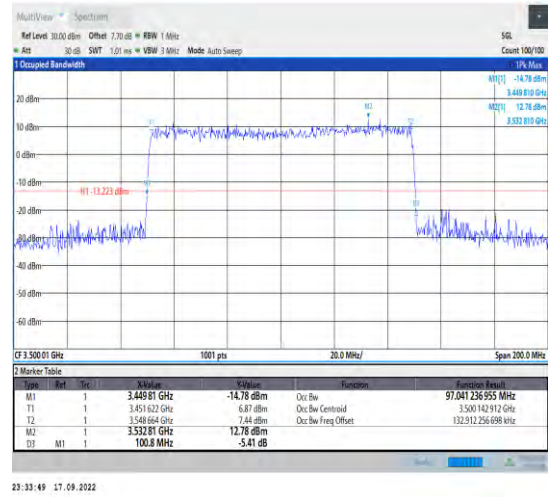 MultiView Spectrum
Ref Level 30.00 dBm Offset 7.70 dB RBW 1 MHz SGL
Att 30 dB SWT 1.01 ms VBW 3 MHz Mode Auto Sweep Count 100/100
1 Occupied Bandwidth 1Pk Max
M1[1] -14.78 dBm
3.449 810 GHz
M2[1] 12.78 dBm
3.532 810 GHz
20 dBm
M2
10 dBm
0 dBm
-10 dBm
H1 -13.223 dBm
-20 dBm
-30 dBm
-40 dBm
-50 dBm
-60 dBm
CF 3.500 01 GHz 1001 pts 20.0 MHz/ Span 200.0 MHz
2 Marker Table
Type Ref Trc X-Value Y-Value Function Function Result
M1 1 3.449 81 GHz -14.78 dBm Occ Bw 97.041 236 955 MHz
T1 1 3.451 622 GHz 6.87 dBm Occ Bw Centroid 3.500 142 912 GHz
T2 1 3.548 664 GHz 7.44 dBm Occ Bw Freq Offset 132.912 256 698 kHz
M2 1 3.532 81 GHz 12.78 dBm
D3 M1 1 100.8 MHz -5.41 dB
23:33:49 17.09.2022